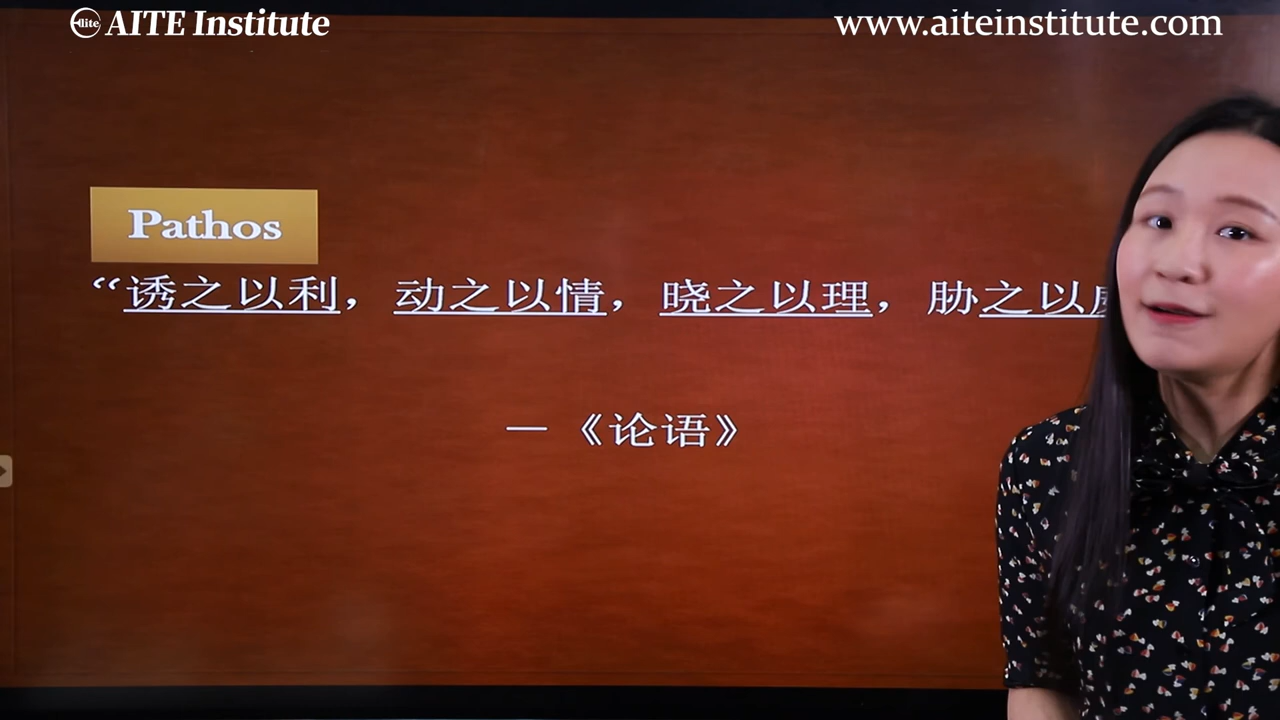 Elite AITE Institute
www.aiteinstitute.com
Pathos
“诱之以利，动之以情，晓之以理，胁之以
—《论语》